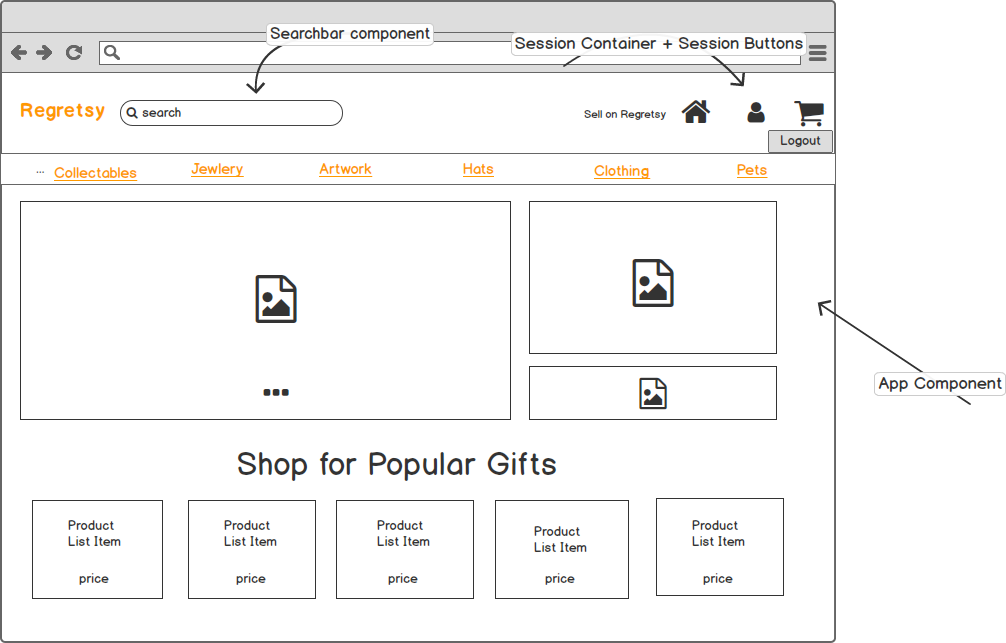 Searchbar component
Session Container + Session Buttons
Regretsy
search
Sell on Regretsy
Logout
... Collectables Jewlery Artwork Hats Clothing Pets
App Component
Shop for Popular Gifts
Product
List Item
price
Product
List Item
price
Product
List Item
price
Product
List Item
price
Product
List Item
price